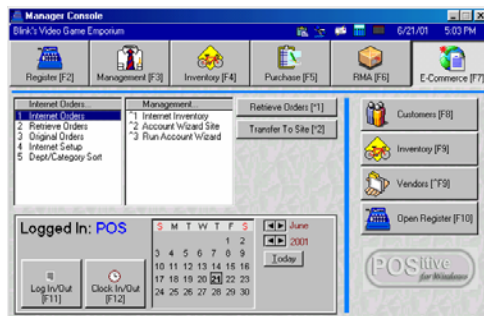 Manager Console
Blink's Video Game Emporium
6/21/01 5:03 PM
Register [F2]
Management [F3]
Inventory [F4]
Purchase [F5]
RMA [F6]
E-Commerce [F7]
Internet Orders...
1 Internet Orders
2 Retrieve Orders
3 Original Orders
4 Internet Setup
5 Dept/Category Sort
Management...
^1 Internet Inventory
^2 Account Wizard Site
^3 Run Account Wizard
Retrieve Orders [*1]
Transfer To Site [*2]
Customers [F8]
Inventory [F9]
Vendors [^F9]
Open Register [F10]
Logged In: POS
Log In/Out
[F11]
Clock In/Out
[F12]
S M T W T F S
1 2
3 4 5 6 7 8 9
10 11 12 13 14 15 16
17 18 19 20 21 22 23
24 25 26 27 28 29 30
June
2001
Today
POSitive
for Windows